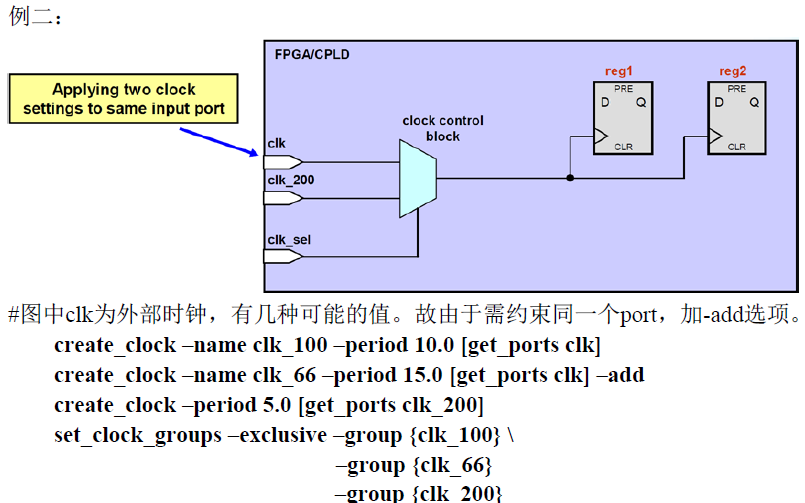 例二：
FPGA/CPLD
Applying two clock
settings to same input port
reg1
PRE
D Q
CLR
reg2
PRE
D Q
CLR
clock control
block
clk
clk_200
clk_sel
#图中clk为外部时钟，有几种可能的值。故由于需约束同一个port，加-add选项。
create_clock –name clk_100 –period 10.0 [get_ports clk]
create_clock –name clk_66 –period 15.0 [get_ports clk] –add
create_clock –period 5.0 [get_ports clk_200]
set_clock_groups –exclusive –group {clk_100} \
–group {clk_66}
–group {clk_200}